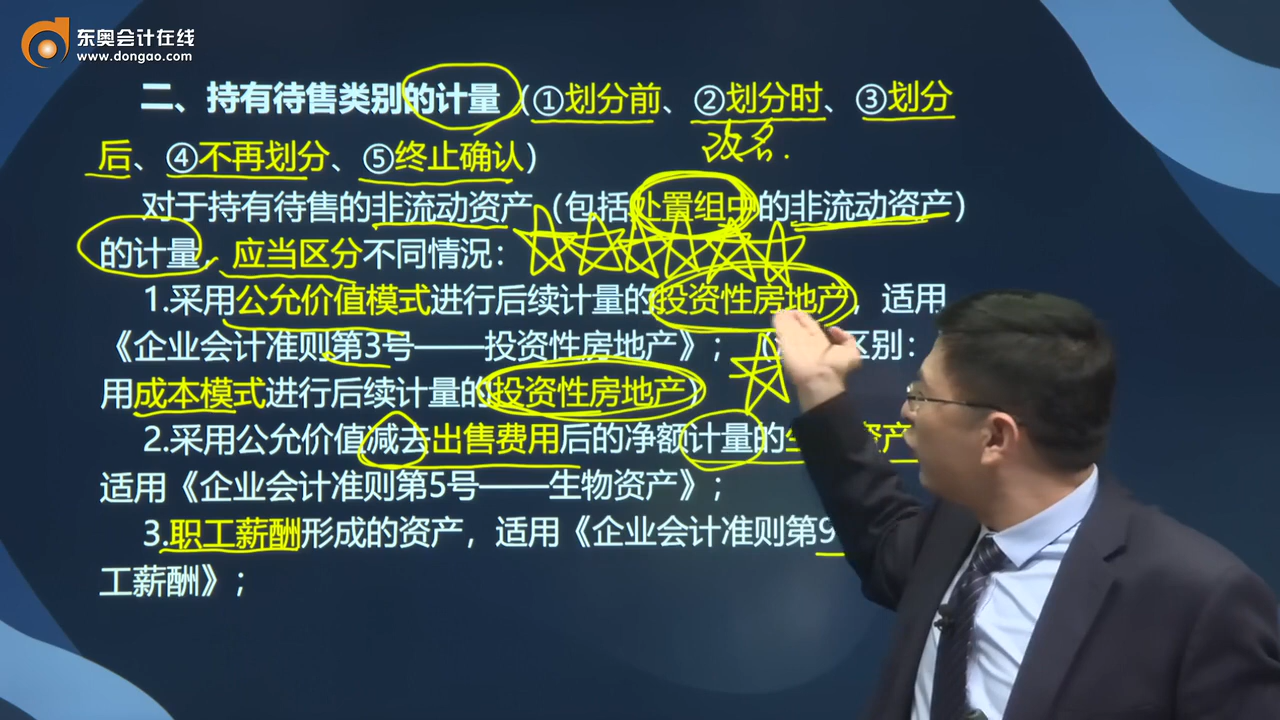 东奥会计在线
www.dongao.com
二、持有待售类别的计量（①划分前、②划分时、③划分
改名.
后、④不再划分、⑤终止确认）
对于持有待售的非流动资产（包括处置组中的非流动资产）
的计量，应当区分不同情况：
1.采用公允价值模式进行后续计量的投资性房地产，适用
《企业会计准则第3号——投资性房地产》；（区别：
用成本模式进行后续计量的投资性房地产）
2.采用公允价值减去出售费用后的净额计量的生资产
适用《企业会计准则第5号——生物资产》；
3.职工薪酬形成的资产，适用《企业会计准则第9
工薪酬》；